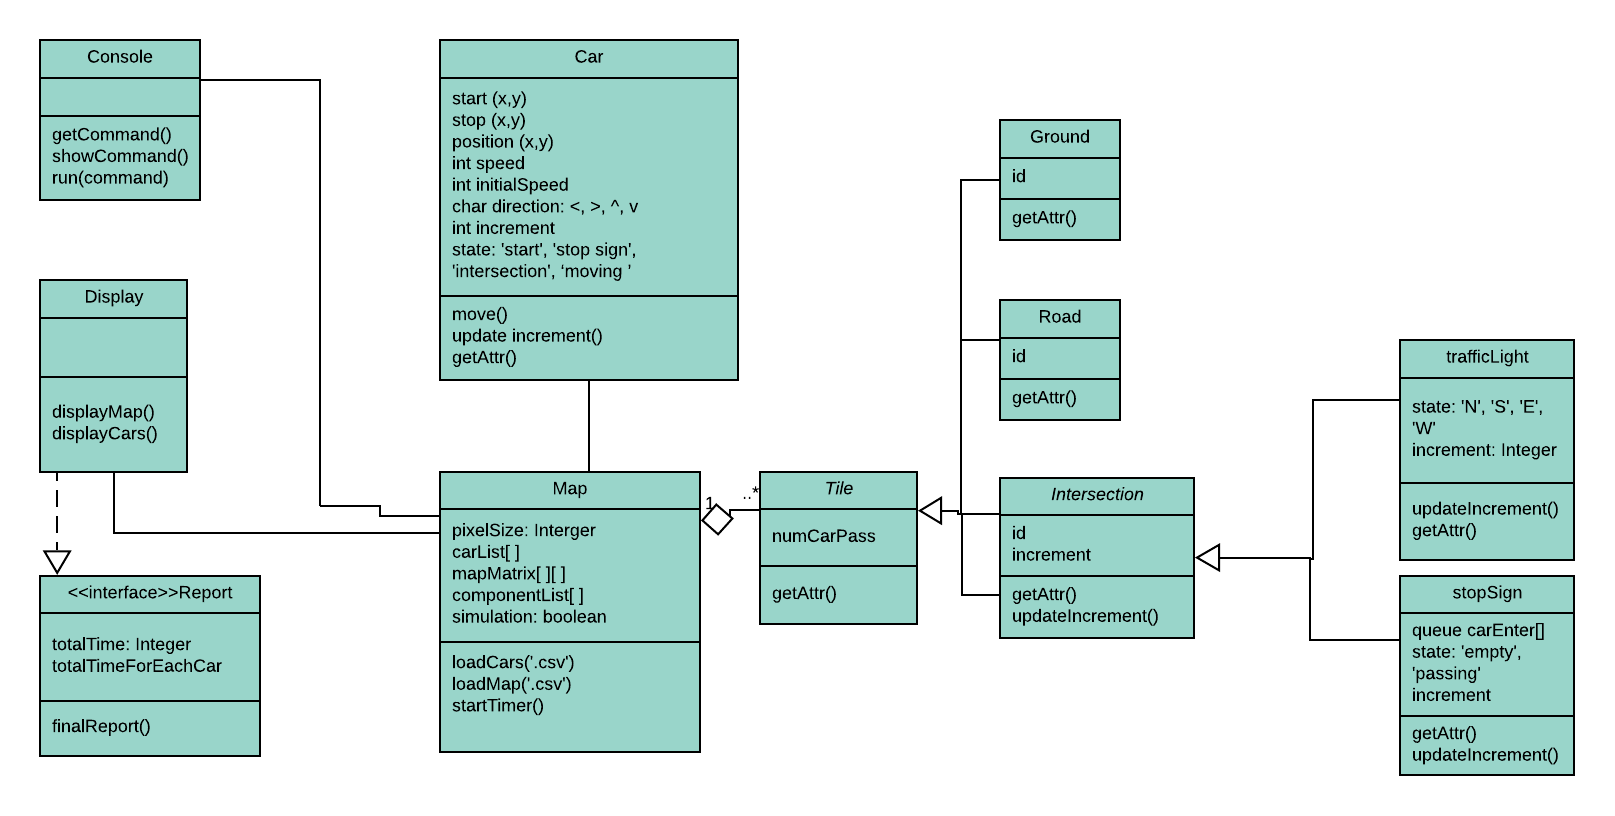 Console
getCommand()
showCommand()
run(command)
Car
start (x,y)
stop (x,y)
position (x,y)
int speed
int initialSpeed
char direction: <, >, ^, v
int increment
state: 'start', 'stop sign',
'intersection', ‘moving ’
move()
update increment()
getAttr()
Ground
id
getAttr()
Display
displayMap()
displayCars()
Road
id
getAttr()
trafficLight
state: 'N', 'S', 'E',
'W'
increment: Integer
updateIncrement()
getAttr()
Map
pixelSize: Interger
carList[ ]
mapMatrix[ ][ ]
componentList[ ]
simulation: boolean
loadCars('.csv')
loadMap('.csv')
startTimer()
1
..*
Tile
numCarPass
getAttr()
Intersection
id
increment
getAttr()
updateIncrement()
<<interface>>Report
totalTime: Integer
totalTimeForEachCar
finalReport()
stopSign
queue carEnter[]
state: 'empty',
'passing'
increment
getAttr()
updateIncrement()